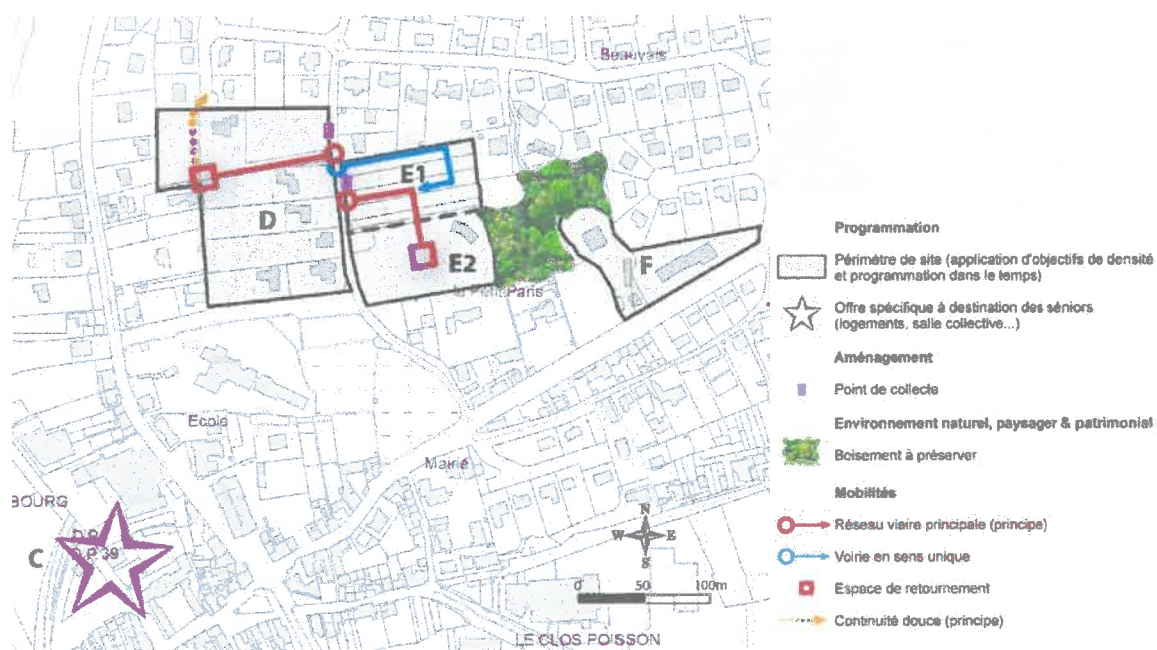 Beauvais
E1
D
E2
F
le Petit Paris
Ecole
Mairie
BOURG
C
D.P 39
N
W
E
S
0 50 100m
LE CLOS POISSON
Programmation
Périmètre de site (application d'objectifs de densité
et programmation dans le temps)
Offre spécifique à destination des séniors
(logements, salle collective...)
Aménagement
Point de collecte
Environnement naturel, paysager & patrimonial
Boisement à préserver
Mobilités
Réseau viaire principale (principe)
Voirie en sens unique
Espace de retournement
Continuité douce (principe)